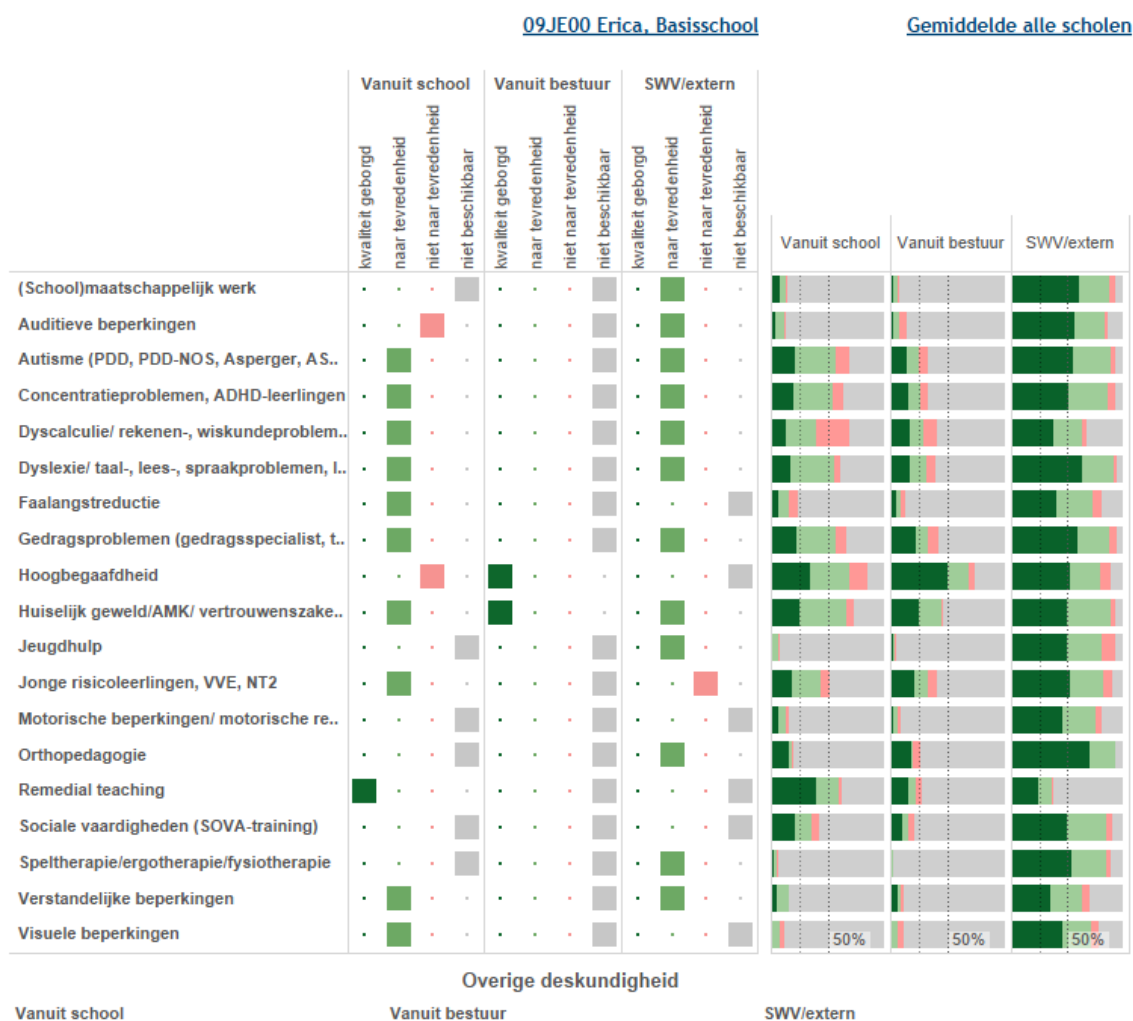 09JE00 Erica, Basisschool
Gemiddelde alle scholen
Vanuit school
Vanuit bestuur
SWV/extern
kwaliteit geborgd
naar tevredenheid
niet naar tevredenheid
niet beschikbaar
kwaliteit geborgd
naar tevredenheid
niet naar tevredenheid
niet beschikbaar
kwaliteit geborgd
naar tevredenheid
niet naar tevredenheid
niet beschikbaar
Vanuit school
Vanuit bestuur
SWV/extern
(School)maatschappelijk werk
Auditieve beperkingen
Autisme (PDD, PDD-NOS, Asperger, AS..
Concentratieproblemen, ADHD-leerlingen
Dyscalculie/ rekenen-, wiskundeproblem..
Dyslexie/ taal-, lees-, spraakproblemen, l..
Faalangstreductie
Gedragsproblemen (gedragsspecialist, t..
Hoogbegaafdheid
Huiselijk geweld/AMK/ vertrouwenszake..
Jeugdhulp
Jonge risicoleerlingen, VVE, NT2
Motorische beperkingen/ motorische re..
Orthopedagogie
Remedial teaching
Sociale vaardigheden (SOVA-training)
Speltherapie/ergotherapie/fysiotherapie
Verstandelijke beperkingen
Visuele beperkingen
50%
50%
50%
Overige deskundigheid
Vanuit school
Vanuit bestuur
SWV/extern